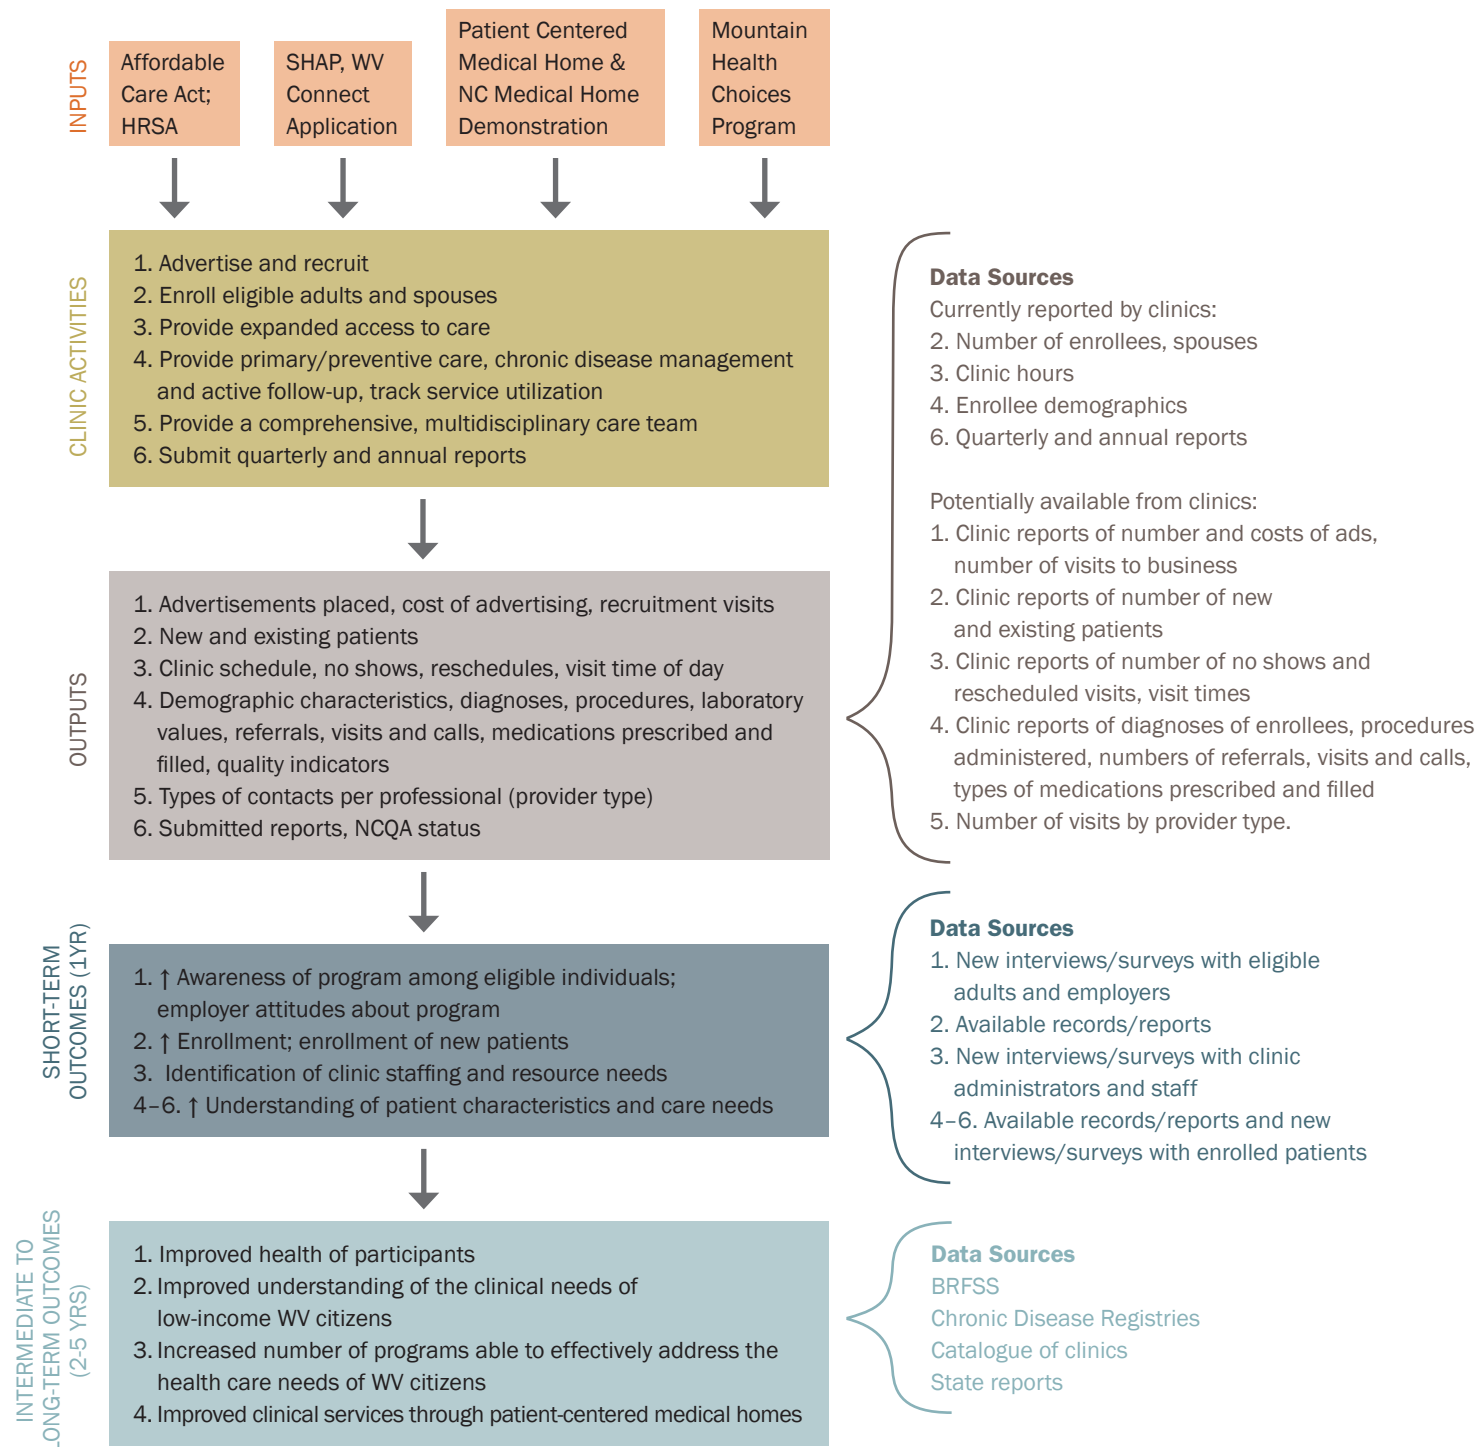 INPUTS
Affordable
Care Act;
HRSA
SHAP, WV
Connect
Application
Patient Centered
Medical Home &
NC Medical Home
Demonstration
Mountain
Health
Choices
Program
CLINIC ACTIVITIES
1. Advertise and recruit
2. Enroll eligible adults and spouses
3. Provide expanded access to care
4. Provide primary/preventive care, chronic disease management
and active follow-up, track service utilization
5. Provide a comprehensive, multidisciplinary care team
6. Submit quarterly and annual reports
OUTPUTS
1. Advertisements placed, cost of advertising, recruitment visits
2. New and existing patients
3. Clinic schedule, no shows, reschedules, visit time of day
4. Demographic characteristics, diagnoses, procedures, laboratory
values, referrals, visits and calls, medications prescribed and
filled, quality indicators
5. Types of contacts per professional (provider type)
6. Submitted reports, NCQA status
Data Sources
Currently reported by clinics:
2. Number of enrollees, spouses
3. Clinic hours
4. Enrollee demographics
6. Quarterly and annual reports
Potentially available from clinics:
1. Clinic reports of number and costs of ads,
number of visits to business
2. Clinic reports of number of new
and existing patients
3. Clinic reports of number of no shows and
rescheduled visits, visit times
4. Clinic reports of diagnoses of enrollees, procedures
administered, numbers of referrals, visits and calls,
types of medications prescribed and filled
5. Number of visits by provider type.
SHORT-TERM
OUTCOMES (1YR)
1. ↑ Awareness of program among eligible individuals;
employer attitudes about program
2. ↑ Enrollment; enrollment of new patients
3. Identification of clinic staffing and resource needs
4–6. ↑ Understanding of patient characteristics and care needs
Data Sources
1. New interviews/surveys with eligible
adults and employers
2. Available records/reports
3. New interviews/surveys with clinic
administrators and staff
4–6. Available records/reports and new
interviews/surveys with enrolled patients
INTERMEDIATE TO
LONG-TERM OUTCOMES
(2-5 YRS)
1. Improved health of participants
2. Improved understanding of the clinical needs of
low-income WV citizens
3. Increased number of programs able to effectively address the
health care needs of WV citizens
4. Improved clinical services through patient-centered medical homes
Data Sources
BRFSS
Chronic Disease Registries
Catalogue of clinics
State reports